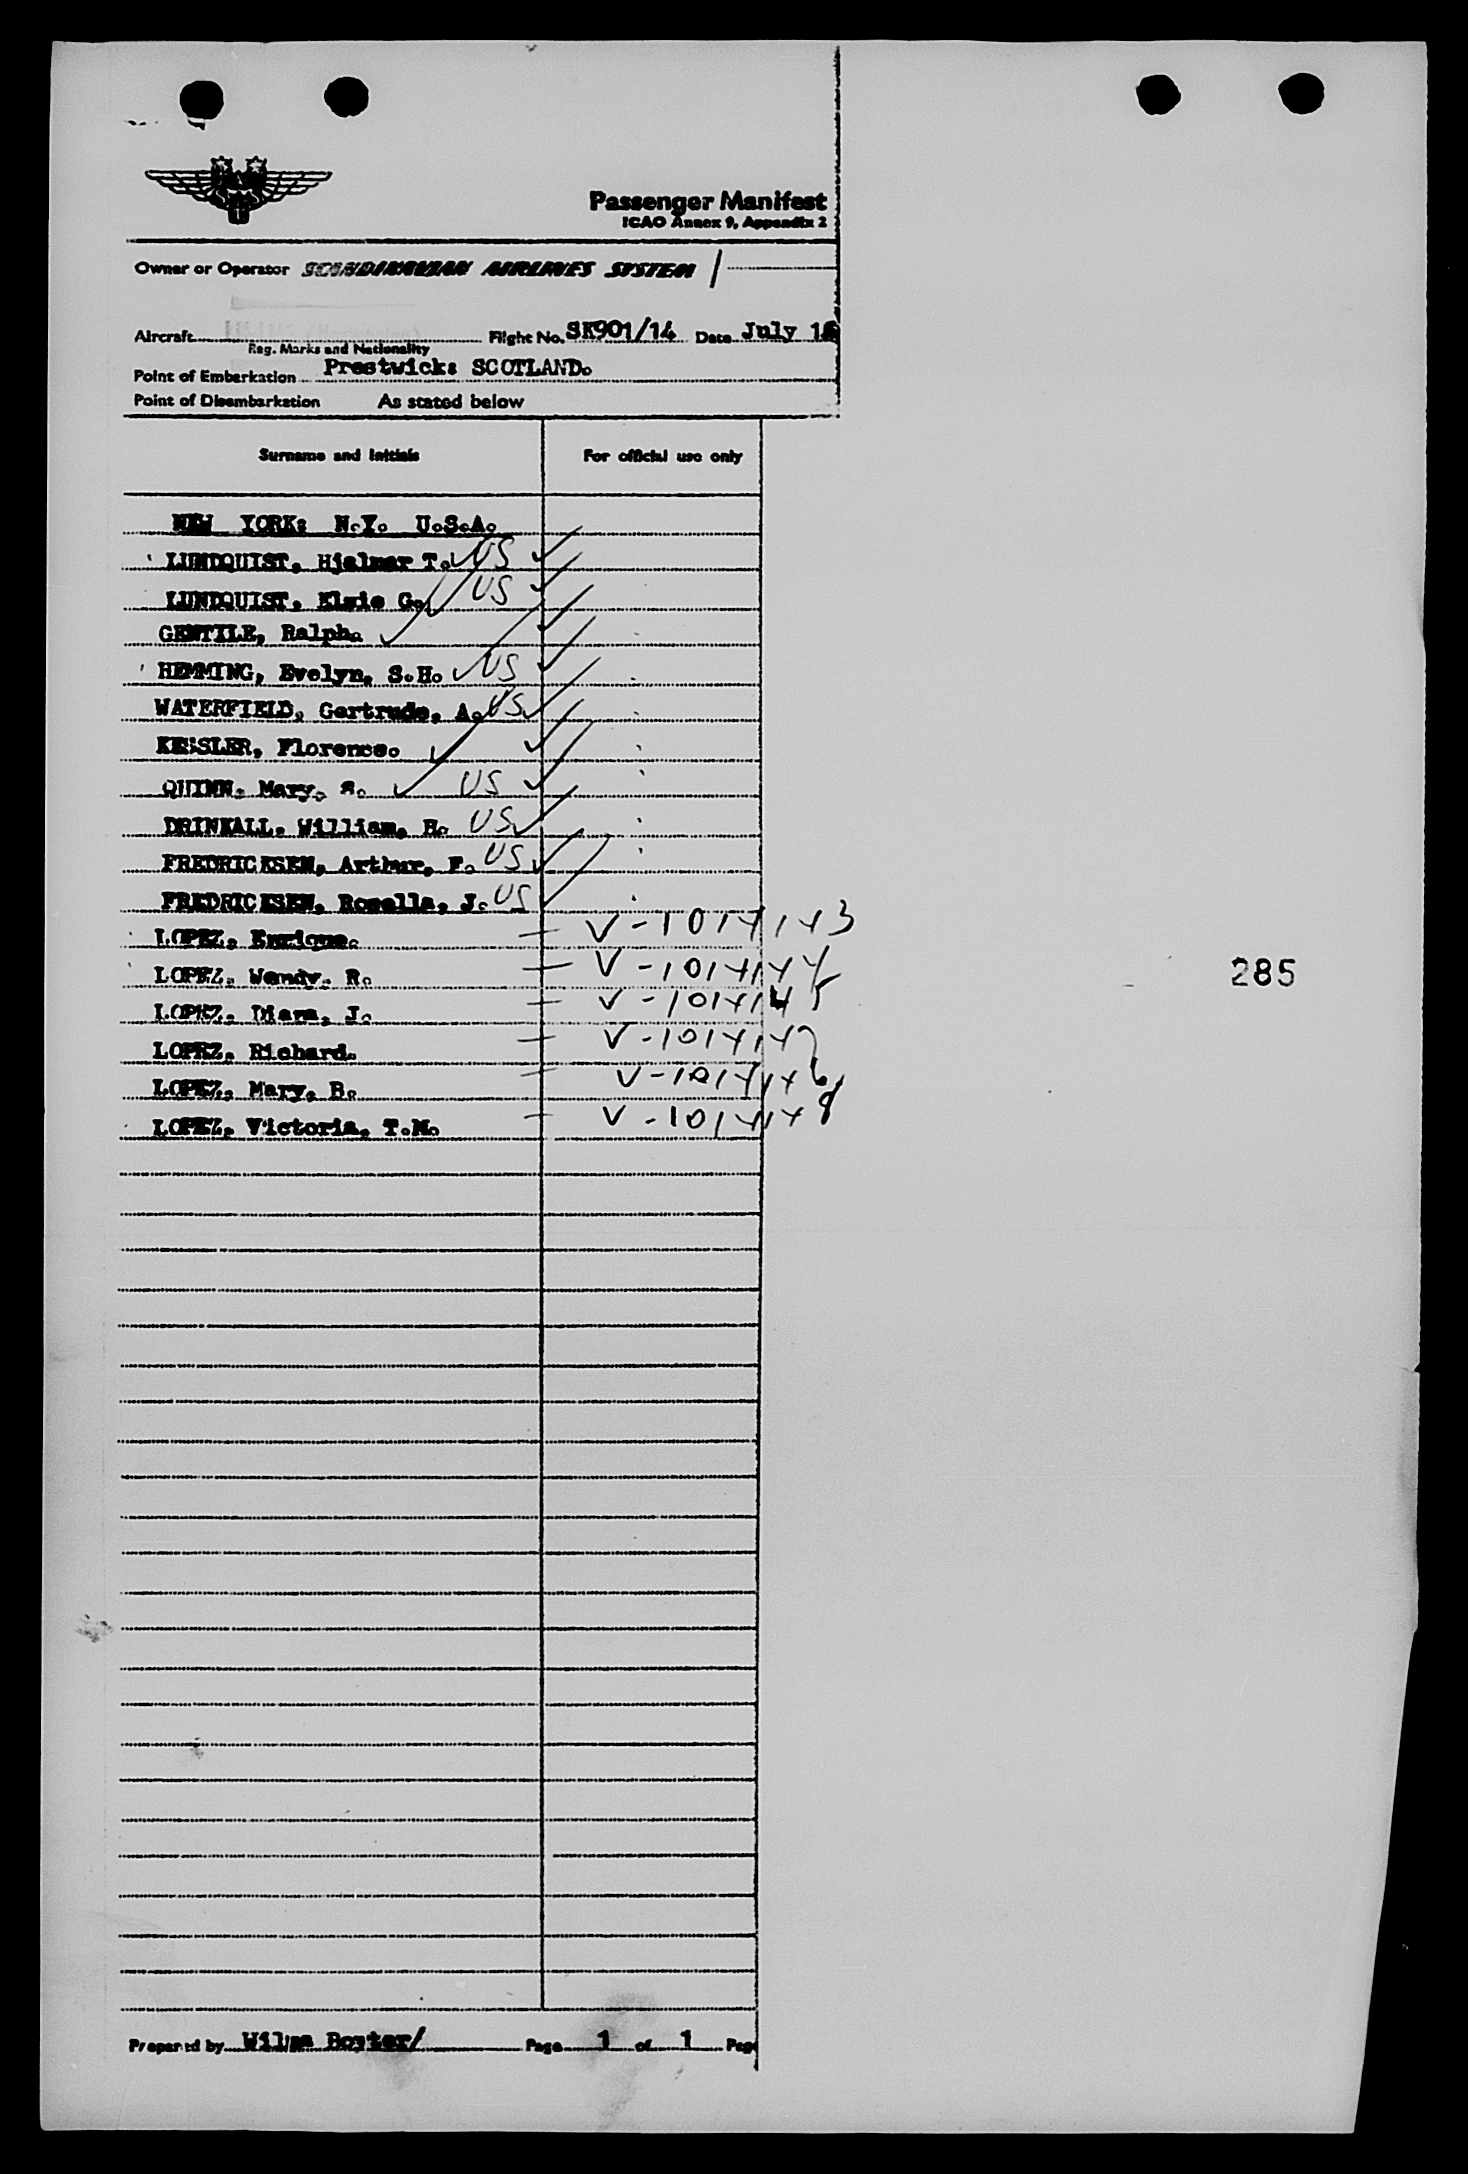 Passenger Manifest
ICAO Annex 9, Appendix 2
Owner or Operator SCANDINAVIAN AIRLINES SYSTEM /
Aircraft Flight No. SK901/14 Date July
Reg. Marks and Nationality
Point of Embarkation Prestwick: SCOTLAND.
Point of Disembarkation As stated below
Surname and Initials For official use only
NEW YORK: N.Y. U.S.A.
LUNDQUIST, Hjalmar T. ✓ US ✓
LUNDQUIST, Elsie G. ✓ US ✓
GENTILE, Ralph. ✓ ✓
HEMMING, Evelyn, S.H. ✓ US ✓
WATERFIELD, Gertrude, A. US ✓
KESSLER, Florence. ✓ ✓
QUINN, Mary, S. ✓ US ✓
DRINKALL, William, H. US ✓
FREDRICKSEN, Arthur, F. US ✓
FREDRICKSEN, Rosella, J. US ✓
LOPEZ, Enrique. — V-1014143
LOPEZ, Wendy, R. — V-1014144
LOPEZ, J. — V-1014145
LOPEZ, Richard. — V-1014147
LOPEZ, Mary, B. — V-1014146
LOPEZ, Victoria, T.M. — V-1014148
285
Prepared by Wilma / Page 1 of 1 Page